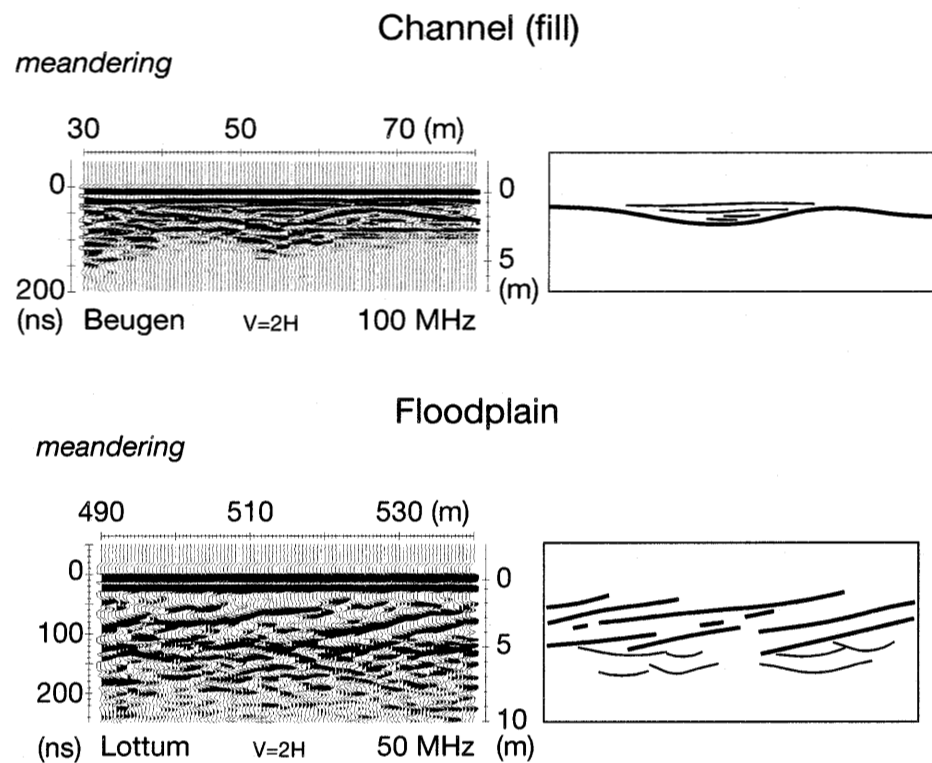 Channel (fill)
meandering
30 50 70 (m)
0 0
5
200 (m)
(ns) Beugen V=2H 100 MHz
Floodplain
meandering
490 510 530 (m)
0 0
100 5
200
10
(ns) Lottum V=2H 50 MHz (m)